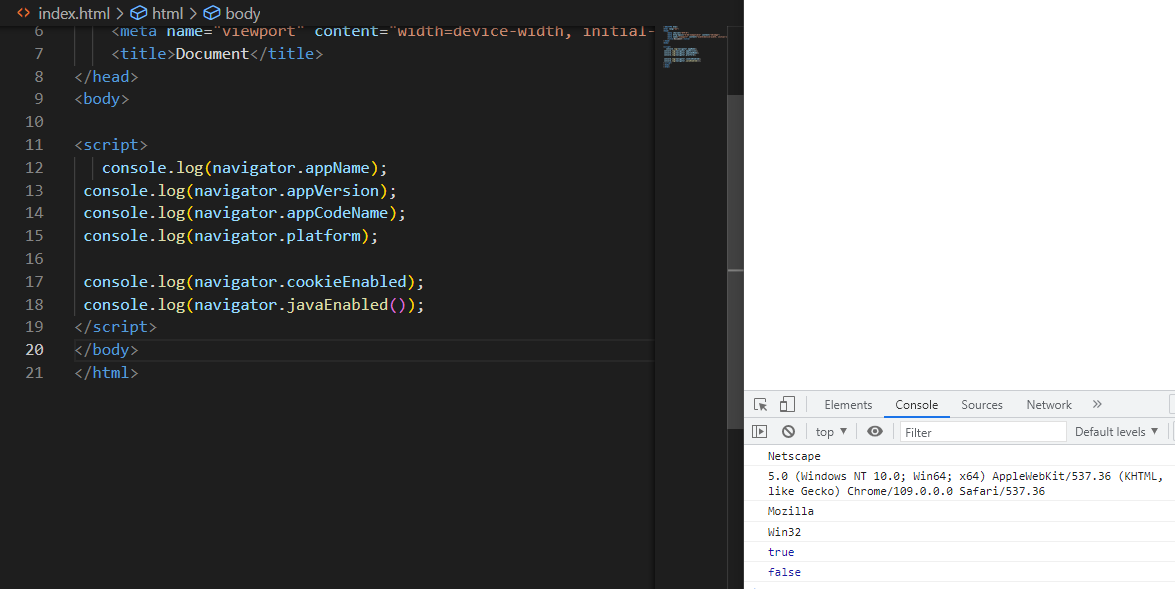 index.html > html > body
6 <meta name="viewport" content="width=device-width, initial-
7 <title>Document</title>
8 </head>
9 <body>
10
11 <script>
12 console.log(navigator.appName);
13 console.log(navigator.appVersion);
14 console.log(navigator.appCodeName);
15 console.log(navigator.platform);
16
17 console.log(navigator.cookieEnabled);
18 console.log(navigator.javaEnabled());
19 </script>
20 </body>
21 </html>
Elements Console Sources Network »
top Filter Default levels
Netscape
5.0 (Windows NT 10.0; Win64; x64) AppleWebKit/537.36 (KHTML,
like Gecko) Chrome/109.0.0.0 Safari/537.36
Mozilla
Win32
true
false